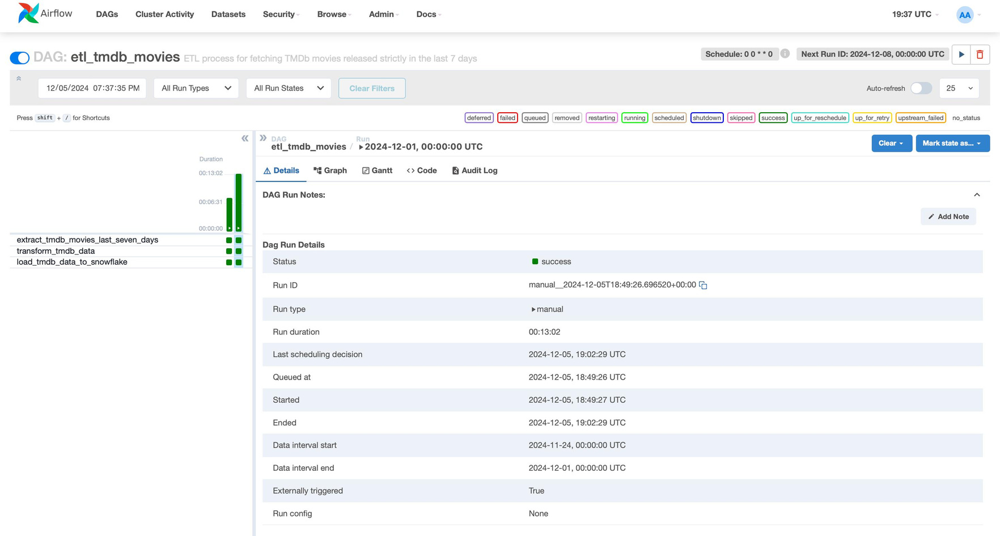 Airflow DAGs Cluster Activity Datasets Security Browse Admin Docs 19:37 UTC AA
DAG: etl_tmdb_movies ETL process for fetching TMDb movies released strictly in the last 7 days Schedule: 0 0 * * 0 i Next Run ID: 2024-12-08, 00:00:00 UTC
12/05/2024 07:37:35 PM All Run Types All Run States Clear Filters Auto-refresh 25
Press shift + / for Shortcuts deferred failed queued removed restarting running scheduled shutdown skipped success up_for_reschedule up_for_retry upstream_failed no_status
Duration
00:13:02
00:06:31
00:00:00
extract_tmdb_movies_last_seven_days
transform_tmdb_data
load_tmdb_data_to_snowflake
DAG Run
etl_tmdb_movies / 2024-12-01, 00:00:00 UTC Clear Mark state as...
Details Graph Gantt Code Audit Log
DAG Run Notes:
Add Note
Dag Run Details
Status success
Run ID manual__2024-12-05T18:49:26.696520+00:00
Run type manual
Run duration 00:13:02
Last scheduling decision 2024-12-05, 19:02:29 UTC
Queued at 2024-12-05, 18:49:26 UTC
Started 2024-12-05, 18:49:27 UTC
Ended 2024-12-05, 19:02:29 UTC
Data interval start 2024-11-24, 00:00:00 UTC
Data interval end 2024-12-01, 00:00:00 UTC
Externally triggered True
Run config None